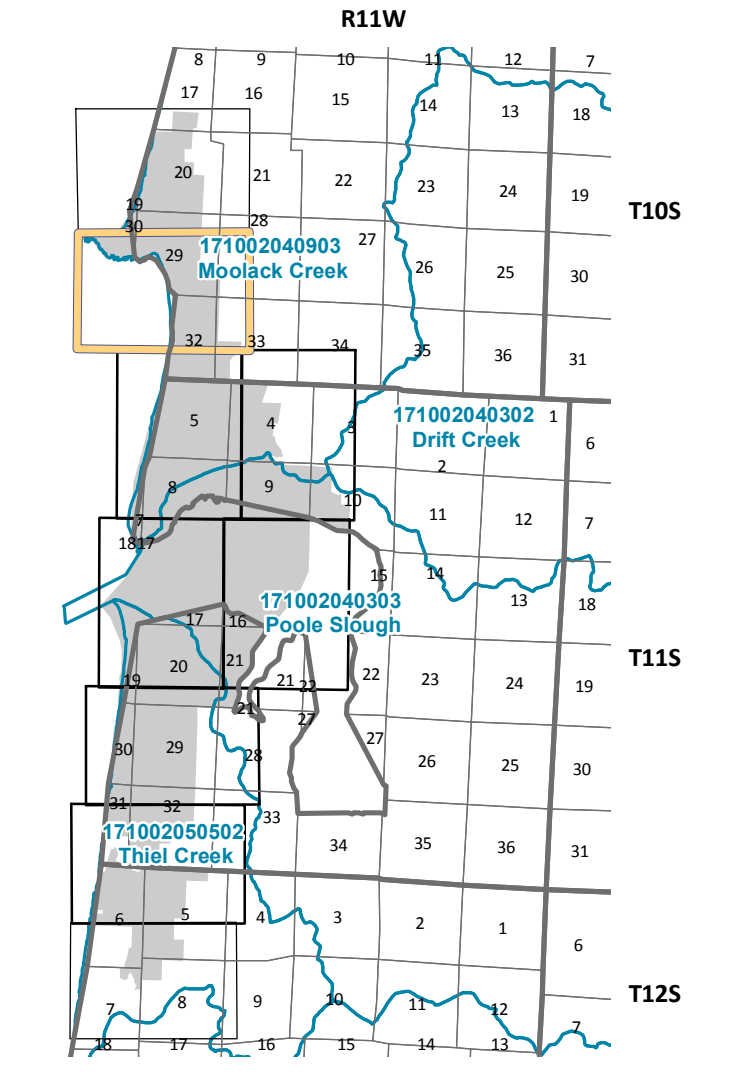 R11W
8 9 10 11 12 7
17 16 15 14 13 18
20 21 22 23 24 19
T10S
19
30 28
29 27 26 25 30
171002040903
Moolack Creek
32 33 34 35 36 31
5 4 3 1 6
171002040302
Drift Creek
2
8 9 10 11 12 7
7
18 17
15 14 13 18
171002040303
Poole Slough
17 16
T11S
20 21 21 22 22 23 24 19
19
21 27
30 29 28 27 26 25 30
31 32 33
171002050502
Thiel Creek
34 35 36 31
6 5 4 3 2 1 6
T12S
7 8 9 10 11 12 7
18 17 16 15 14 13